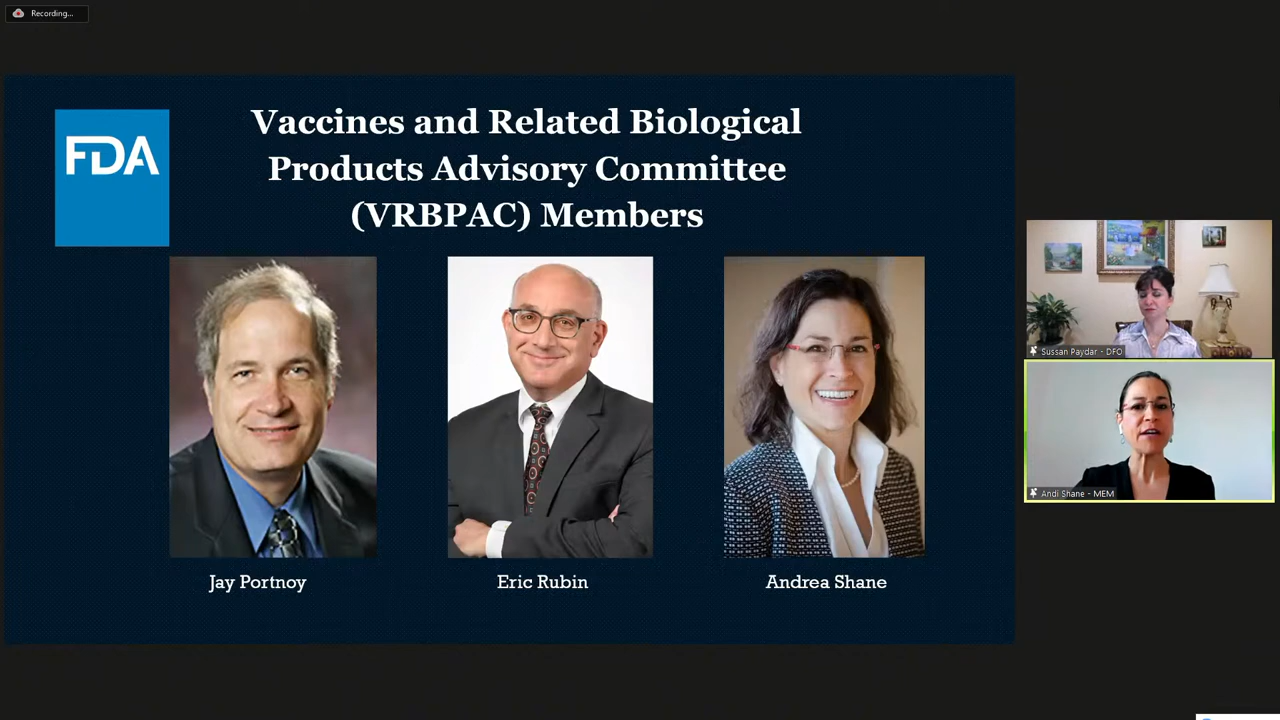 Recording...
FDA
Vaccines and Related Biological
Products Advisory Committee
(VRBPAC) Members
Jay Portnoy
Eric Rubin
Andrea Shane
Sussan Paydar - DFO
Andi Shane - MEM